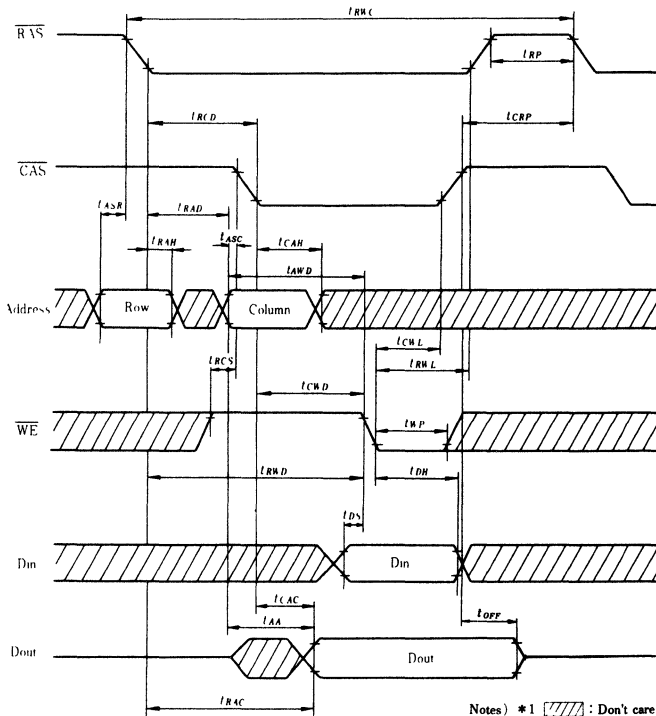 tRWC
RAS
tRP
tRCD
tCRP
CAS
tASR
tRAD
tRAH
tASC
tCAH
tAWD
Address
Row
Column
tCWL
tRCS
tRWL
tCWD
WE
tWP
tRWD
tDH
tDS
Din
Din
tCAC
tAA
tOFF
Dout
Dout
tRAC
Notes) *1 : Don't care